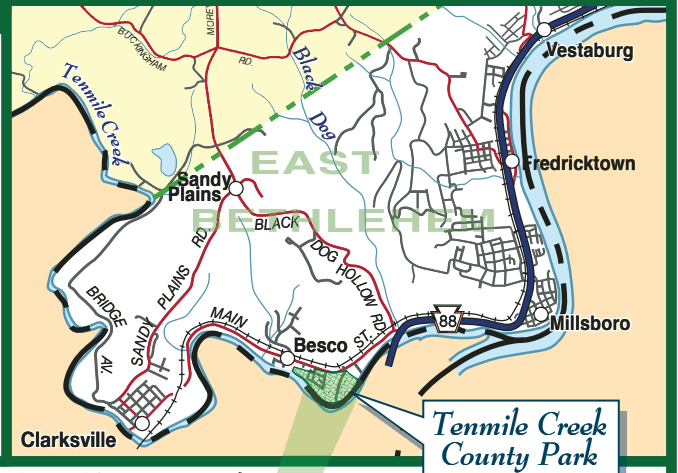 MORE
BUCKINGHAM
RD.
Black
Dog
Tenmile Creek
Vestaburg
EAST
BETHLEHEM
Fredricktown
Sandy
Plains
BLACK
DOG HOLLOW RD.
SANDY PLAINS RD.
BRIDGE
AV.
MAIN
ST.
88
Millsboro
Besco
Clarksville
Tenmile Creek
County Park